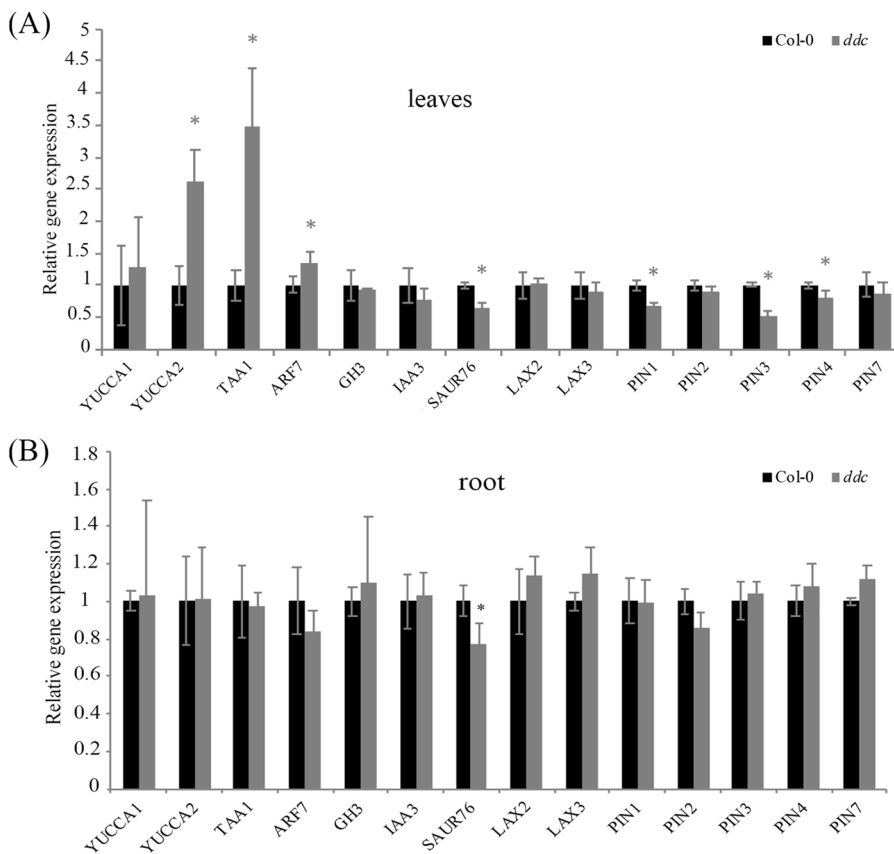 (A)
Relative gene expression
5
4.5
4
3.5
3
2.5
2
1.5
1
0.5
0
Col-0 ddc
leaves
* * * * * * *
YUCCA1 YUCCA2 TAA1 ARF7 GH3 IAA3 SAUR76 LAX2 LAX3 PIN1 PIN2 PIN3 PIN4 PIN7
(B)
Relative gene expression
1.8
1.6
1.4
1.2
1
0.8
0.6
0.4
0.2
0
root
Col-0 ddc
*
YUCCA1 YUCCA2 TAA1 ARF7 GH3 IAA3 SAUR76 LAX2 LAX3 PIN1 PIN2 PIN3 PIN4 PIN7